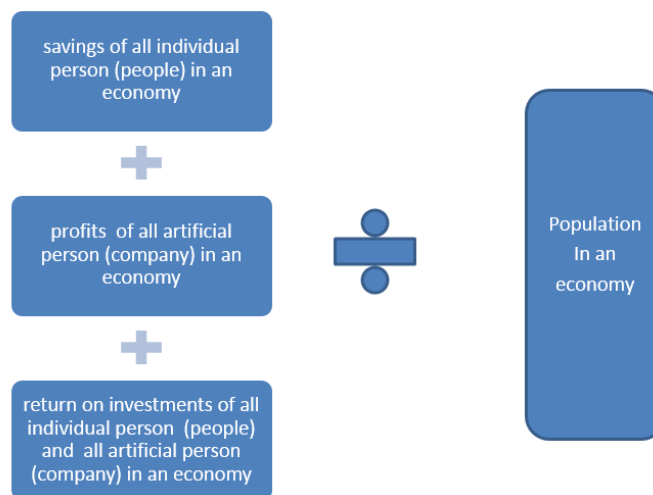 savings of all individual
person (people) in an
economy
profits of all artificial
person (company) in an
economy
return on investments of all
individual person (people)
and all artificial person
(company) in an economy
Population
In an
economy